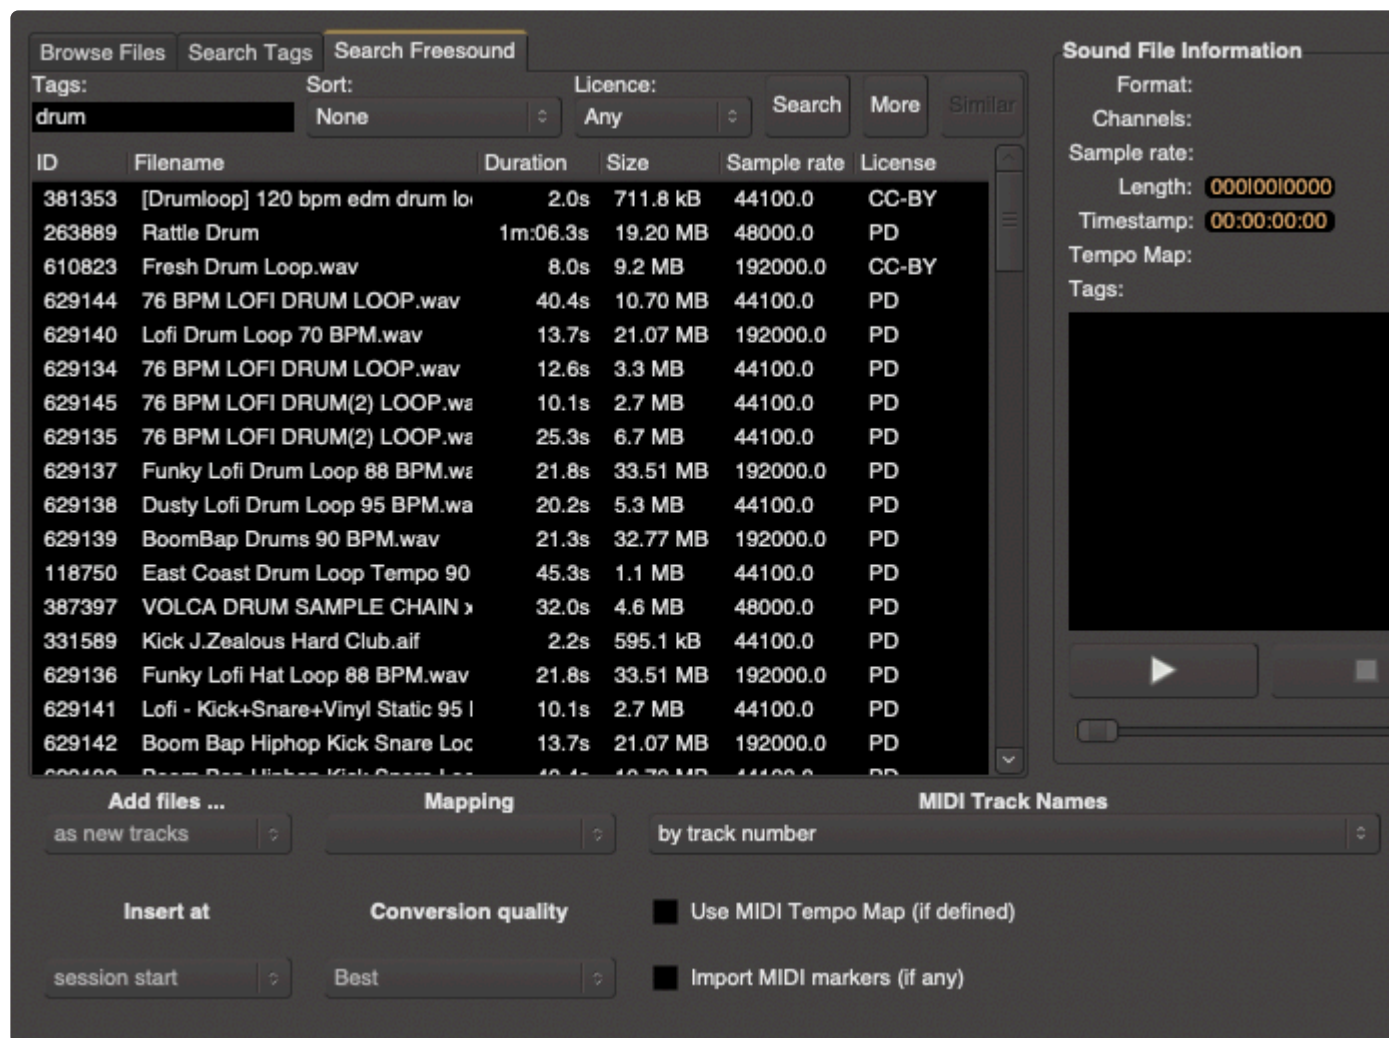 Browse Files Search Tags Search Freesound
Tags: Sort: Licence:
drum None Any Search More Similar
ID Filename Duration Size Sample rate License
381353 [Drumloop] 120 bpm edm drum lo 2.0s 711.8 kB 44100.0 CC-BY
263889 Rattle Drum 1m:06.3s 19.20 MB 48000.0 PD
610823 Fresh Drum Loop.wav 8.0s 9.2 MB 192000.0 CC-BY
629144 76 BPM LOFI DRUM LOOP.wav 40.4s 10.70 MB 44100.0 PD
629140 Lofi Drum Loop 70 BPM.wav 13.7s 21.07 MB 192000.0 PD
629134 76 BPM LOFI DRUM LOOP.wav 12.6s 3.3 MB 44100.0 PD
629145 76 BPM LOFI DRUM(2) LOOP.wa 10.1s 2.7 MB 44100.0 PD
629135 76 BPM LOFI DRUM(2) LOOP.wa 25.3s 6.7 MB 44100.0 PD
629137 Funky Lofi Drum Loop 88 BPM.wa 21.8s 33.51 MB 192000.0 PD
629138 Dusty Lofi Drum Loop 95 BPM.wa 20.2s 5.3 MB 44100.0 PD
629139 BoomBap Drums 90 BPM.wav 21.3s 32.77 MB 192000.0 PD
118750 East Coast Drum Loop Tempo 90 45.3s 1.1 MB 44100.0 PD
387397 VOLCA DRUM SAMPLE CHAIN x 32.0s 4.6 MB 48000.0 PD
331589 Kick J.Zealous Hard Club.aif 2.2s 595.1 kB 44100.0 PD
629136 Funky Lofi Hat Loop 88 BPM.wav 21.8s 33.51 MB 192000.0 PD
629141 Lofi - Kick+Snare+Vinyl Static 95 10.1s 2.7 MB 44100.0 PD
629142 Boom Bap Hiphop Kick Snare Loo 13.7s 21.07 MB 192000.0 PD
Sound File Information
Format:
Channels:
Sample rate:
Length: 000|00|0000
Timestamp: 00:00:00:00
Tempo Map:
Tags:
Add files ... Mapping MIDI Track Names
as new tracks by track number
Insert at Conversion quality Use MIDI Tempo Map (if defined)
session start Best Import MIDI markers (if any)